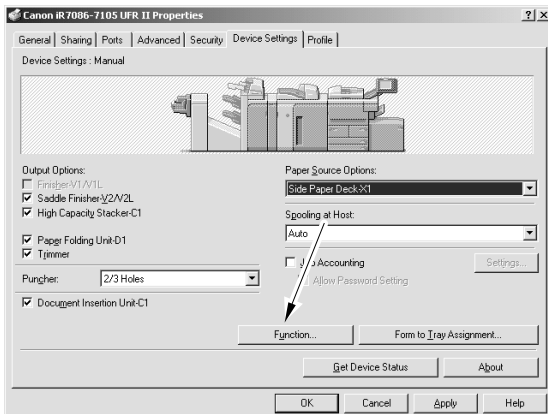 Canon iR7086-7105 UFR II Properties
General Sharing Ports Advanced Security Device Settings Profile
Device Settings : Manual
Output Options:
Finisher-V1/V1L
Saddle Finisher-V2/V2L
High Capacity Stacker-C1
Paper Folding Unit-D1
Trimmer
Puncher: 2/3 Holes
Document Insertion Unit-C1
Paper Source Options:
Side Paper Deck-X1
Spooling at Host:
Auto
Job Accounting Settings...
Allow Password Setting
Function... Form to Tray Assignment...
Get Device Status About
OK Cancel Apply Help